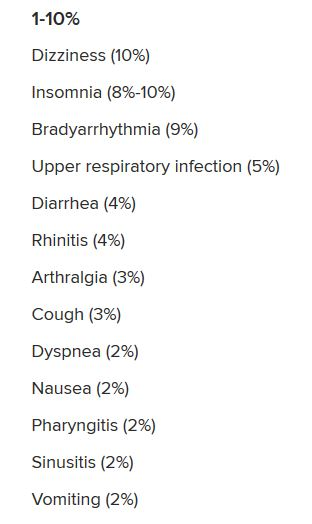 1-10%
Dizziness (10%)
Insomnia (8%-10%)
Bradyarrhythmia (9%)
Upper respiratory infection (5%)
Diarrhea (4%)
Rhinitis (4%)
Arthralgia (3%)
Cough (3%)
Dyspnea (2%)
Nausea (2%)
Pharyngitis (2%)
Sinusitis (2%)
Vomiting (2%)